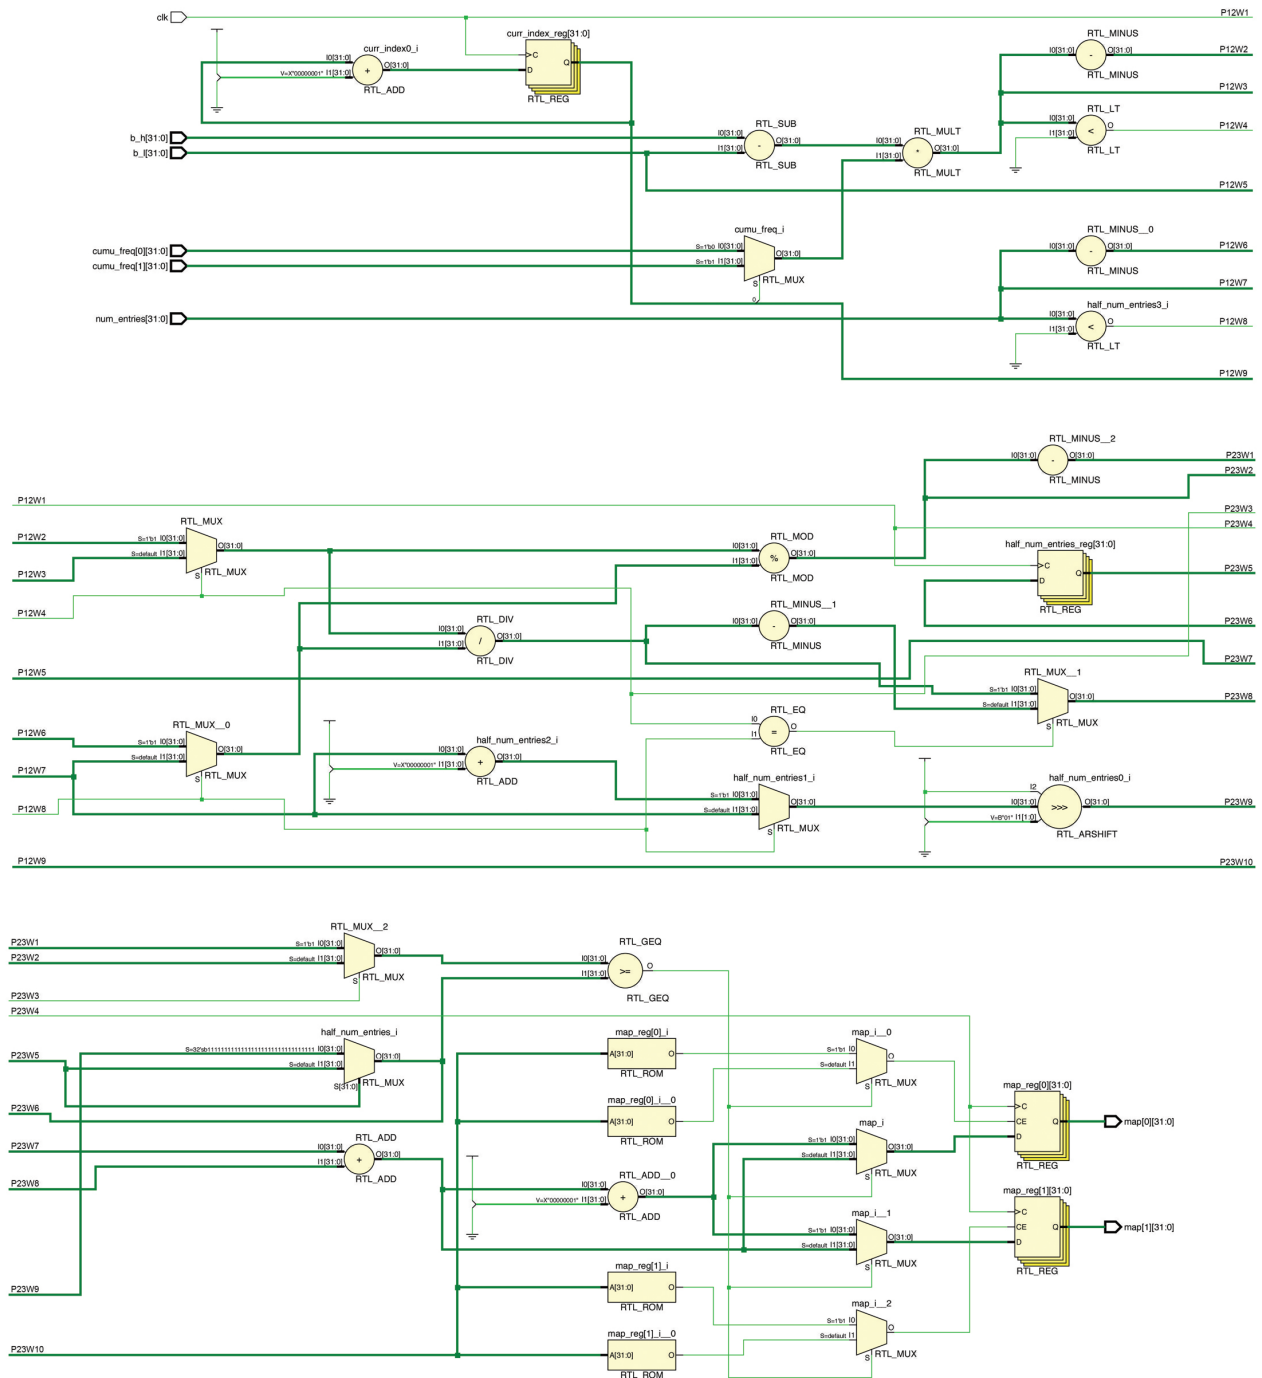 clk
P12W1
curr_index0_i
I0[31:0]
V=X"00000001" I1[31:0]
+
O[31:0]
RTL_ADD
curr_index_reg[31:0]
C
D
Q
RTL_REG
RTL_MINUS
I0[31:0]
-
O[31:0]
RTL_MINUS
P12W2
P12W3
RTL_LT
I0[31:0]
I1[31:0]
<
O
RTL_LT
P12W4
b_h[31:0]
b_l[31:0]
RTL_SUB
I0[31:0]
I1[31:0]
-
O[31:0]
RTL_SUB
RTL_MULT
I0[31:0]
I1[31:0]
*
O[31:0]
RTL_MULT
P12W5
cumu_freq[0][31:0]
cumu_freq[1][31:0]
cumu_freq_i
S=1'b0 I0[31:0]
S=1'b1 I1[31:0]
O[31:0]
S
RTL_MUX
0
RTL_MINUS__0
I0[31:0]
-
O[31:0]
RTL_MINUS
P12W6
P12W7
num_entries[31:0]
half_num_entries3_i
I0[31:0]
I1[31:0]
<
O
RTL_LT
P12W8
P12W9
RTL_MINUS__2
I0[31:0]
-
O[31:0]
RTL_MINUS
P23W1
P23W2
P12W1
P23W3
P23W4
P12W2
P12W3
P12W4
RTL_MUX
S=1'b1 I0[31:0]
S=default I1[31:0]
O[31:0]
S
RTL_MUX
RTL_MOD
I0[31:0]
I1[31:0]
%
O[31:0]
RTL_MOD
half_num_entries_reg[31:0]
C
D
Q
RTL_REG
P23W5
P23W6
RTL_DIV
I0[31:0]
I1[31:0]
/
O[31:0]
RTL_DIV
RTL_MINUS__1
I0[31:0]
-
O[31:0]
RTL_MINUS
P12W5
P23W7
RTL_MUX__1
S=1'b1 I0[31:0]
S=default I1[31:0]
O[31:0]
S
RTL_MUX
P23W8
P12W6
P12W7
P12W8
RTL_MUX__0
S=1'b1 I0[31:0]
S=default I1[31:0]
O[31:0]
S
RTL_MUX
RTL_EQ
I0
I1
=
O
RTL_EQ
half_num_entries2_i
I0[31:0]
V=X"00000001" I1[31:0]
+
O[31:0]
RTL_ADD
half_num_entries1_i
S=1'b1 I0[31:0]
S=default I1[31:0]
O[31:0]
S
RTL_MUX
half_num_entries0_i
I2
I0[31:0]
V=B"01" I1[1:0]
>>>
O[31:0]
RTL_ARSHIFT
P23W9
P12W9
P23W10
P23W1
P23W2
P23W3
P23W4
RTL_MUX__2
S=1'b1 I0[31:0]
S=default I1[31:0]
O[31:0]
S
RTL_MUX
RTL_GEQ
I0[31:0]
I1[31:0]
>=
O
RTL_GEQ
P23W5
P23W6
half_num_entries_i
S=32'sb11111111111111111111111111111111 I0[31:0]
S=default I1[31:0]
O[31:0]
S[31:0]
RTL_MUX
map_reg[0]_i
A[31:0]
O
RTL_ROM
map_i__0
S=1'b1 I0
S=default I1
O
S
RTL_MUX
map_reg[0]_i__0
A[31:0]
O
RTL_ROM
map_reg[0][31:0]
C
CE
D
Q
RTL_REG
map[0][31:0]
P23W7
P23W8
RTL_ADD
I0[31:0]
I1[31:0]
+
O[31:0]
RTL_ADD
map_i
S=1'b1 I0[31:0]
S=default I1[31:0]
O[31:0]
S
RTL_MUX
RTL_ADD__0
I0[31:0]
V=X"00000001" I1[31:0]
+
O[31:0]
RTL_ADD
map_i__1
S=1'b1 I0[31:0]
S=default I1[31:0]
O[31:0]
S
RTL_MUX
map_reg[1][31:0]
C
CE
D
Q
RTL_REG
map[1][31:0]
P23W9
map_reg[1]_i
A[31:0]
O
RTL_ROM
map_i__2
S=1'b1 I0
S=default I1
O
S
RTL_MUX
P23W10
map_reg[1]_i__0
A[31:0]
O
RTL_ROM